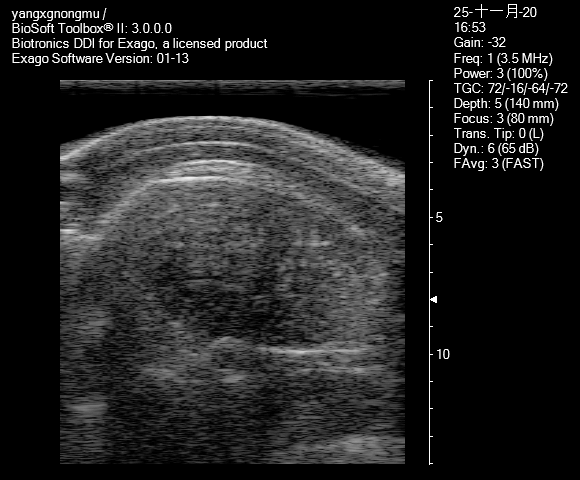 yangxgnongmu /
BioSoft Toolbox® II: 3.0.0.0
Biotronics DDI for Exago, a licensed product
Exago Software Version: 01-13
25-十一月-20
16:53
Gain: -32
Freq: 1 (3.5 MHz)
Power: 3 (100%)
TGC: 72/-16/-64/-72
Depth: 5 (140 mm)
Focus: 3 (80 mm)
Trans. Tip: 0 (L)
Dyn.: 6 (65 dB)
FAvg: 3 (FAST)
5
10